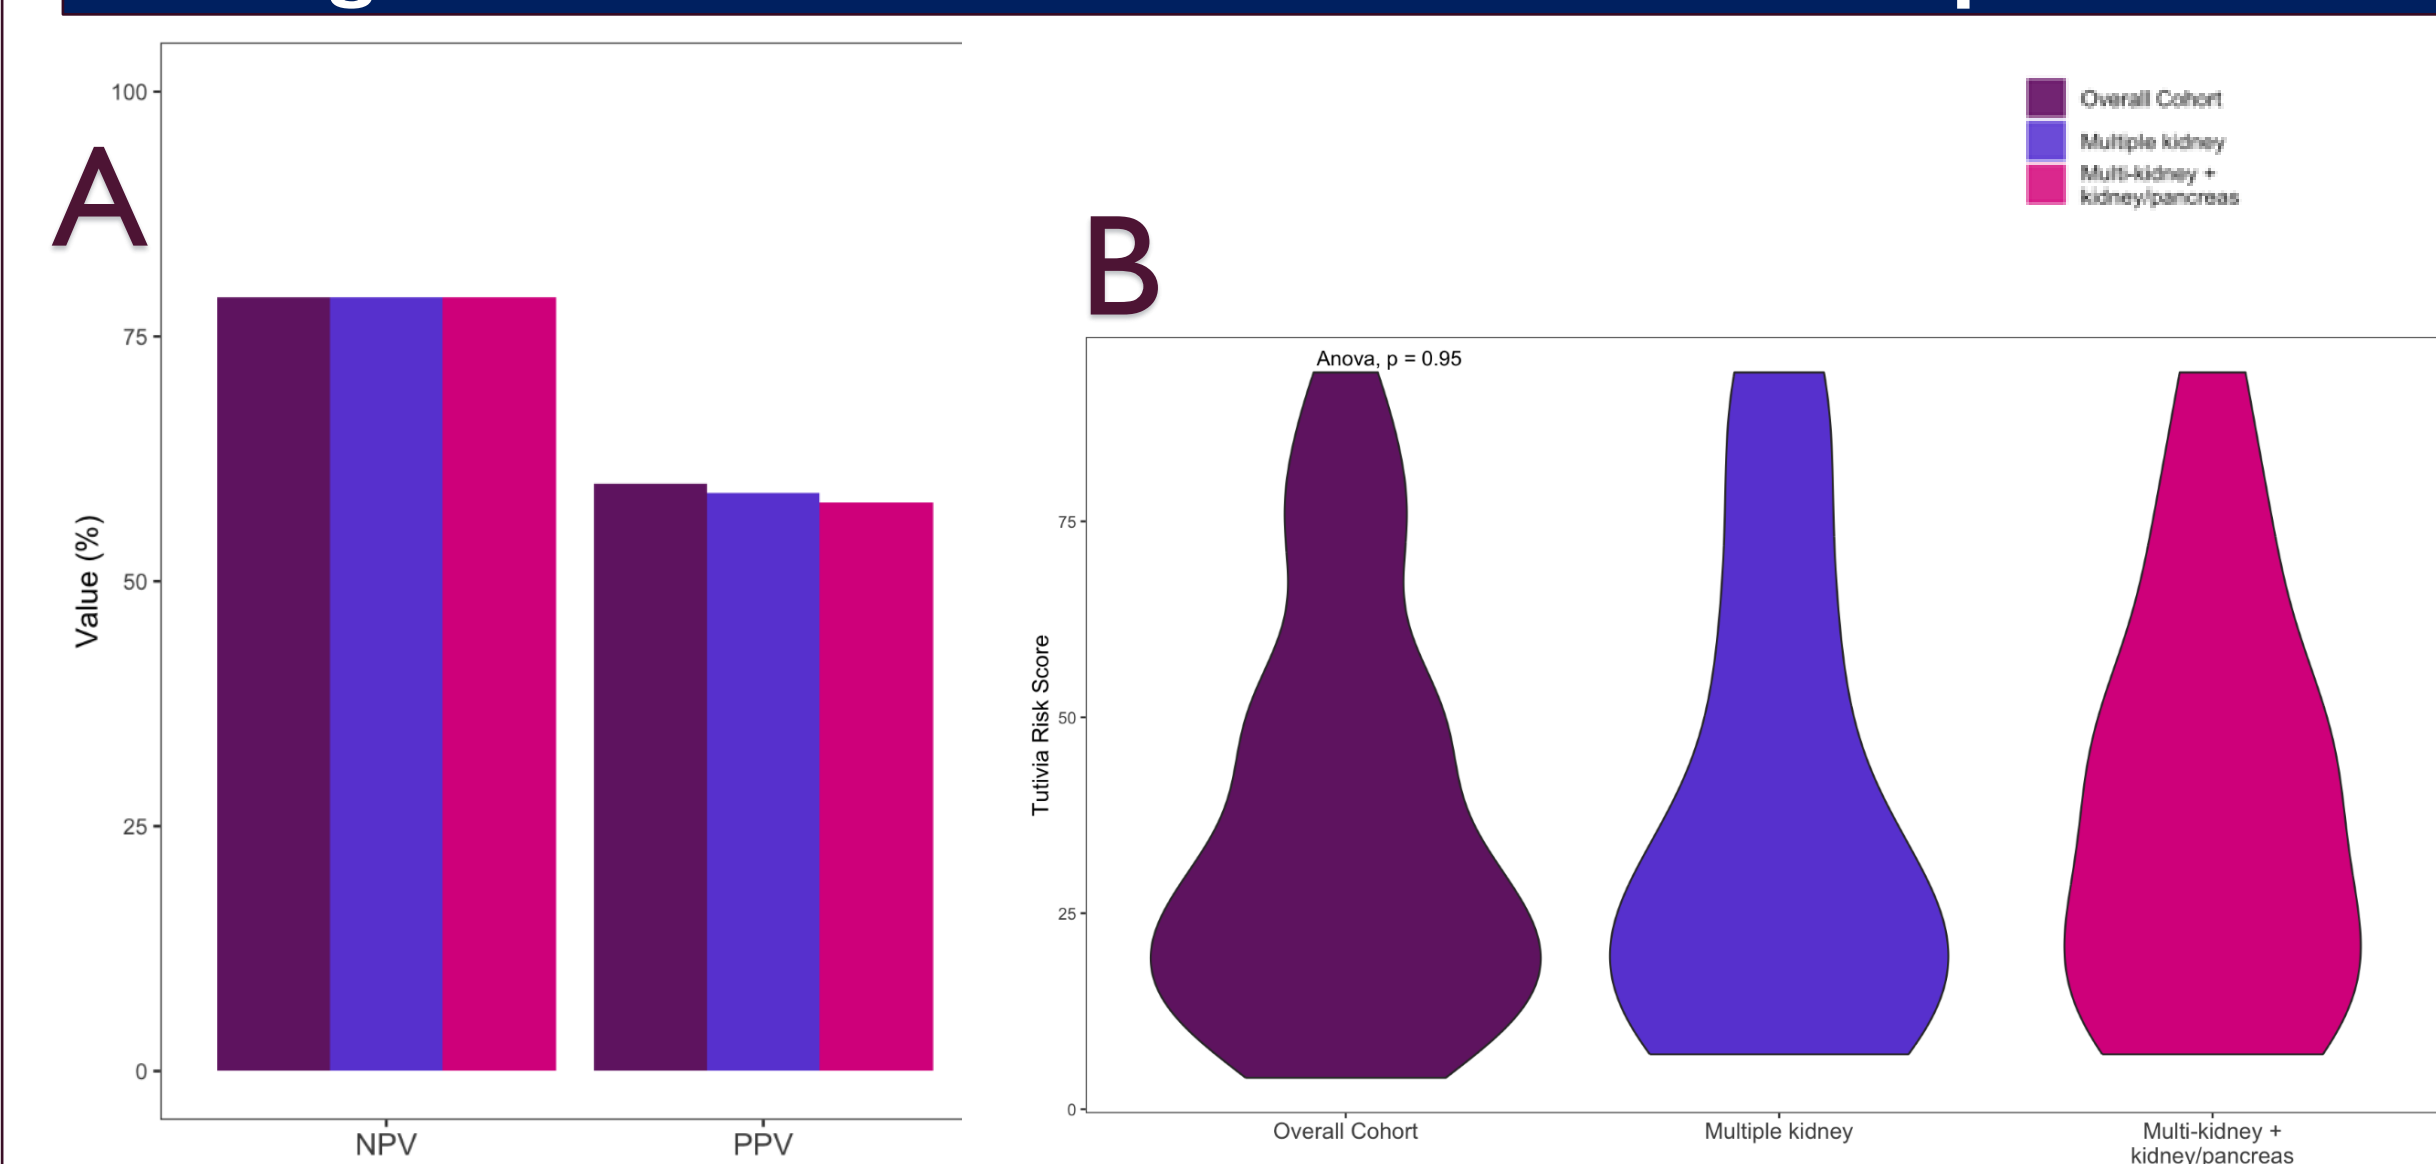 A
100
75
50
25
0
Value (%)
NPV
PPV
Overall Cohort
Multiple kidney
Multi-kidney +
kidney/pancreas
B
Anova, p = 0.95
75
50
25
0
Tutivia Risk Score
Overall Cohort
Multiple kidney
Multi-kidney +
kidney/pancreas